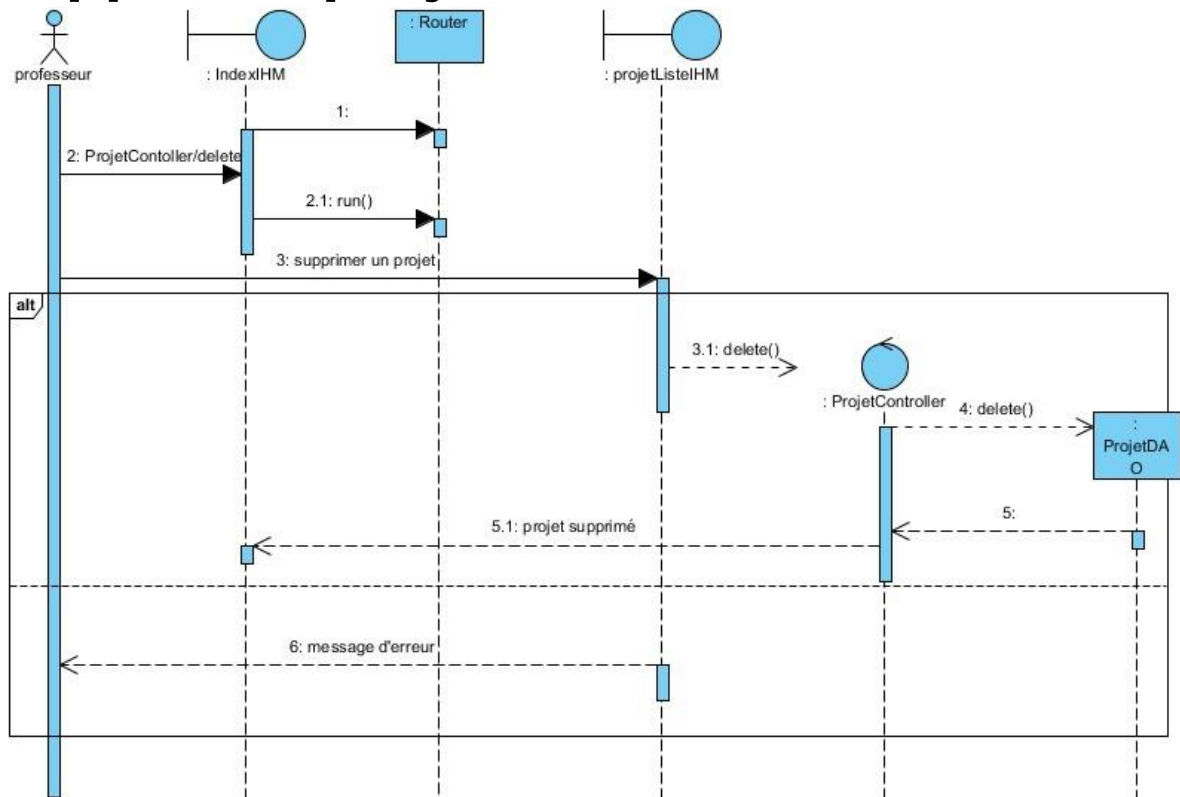 : Router
professeur
: IndexIHM
: projetListeIHM
1:
2: ProjetContoller/delete
2.1: run()
3: supprimer un projet
alt
3.1: delete()
: ProjetController
4: delete()
:
ProjetDA
O
5:
5.1: projet supprimé
6: message d'erreur